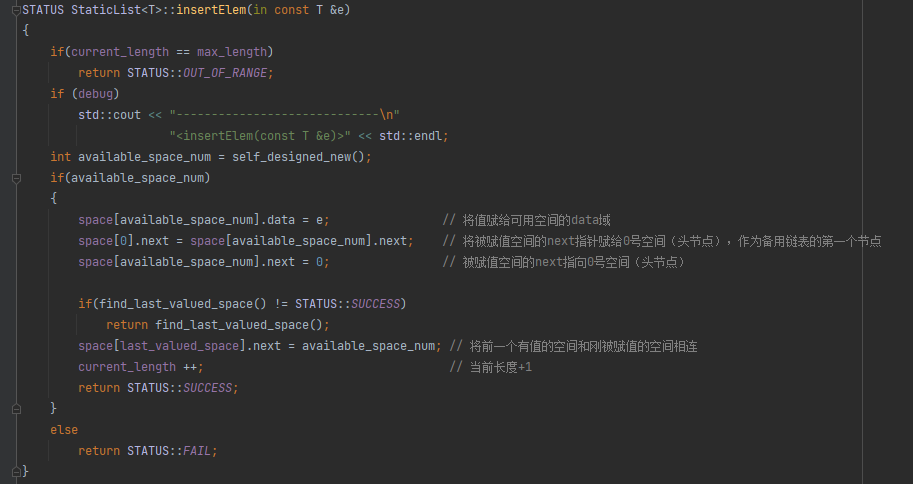 STATUS StaticList<T>::insertElem(in const T &e)
{
if(current_length == max_length)
return STATUS::OUT_OF_RANGE;
if (debug)
std::cout << "-----------------------------\n"
"<insertElem(const T &e)>" << std::endl;
int available_space_num = self_designed_new();
if(available_space_num)
{
space[available_space_num].data = e; // 将值赋给可用空间的data域
space[0].next = space[available_space_num].next; // 将被赋值空间的next指针赋给0号空间（头节点），作为备用链表的第一个节点
space[available_space_num].next = 0; // 被赋值空间的next指向0号空间（头节点）
if(find_last_valued_space() != STATUS::SUCCESS)
return find_last_valued_space();
space[last_valued_space].next = available_space_num; // 将前一个有值的空间和刚被赋值的空间相连
current_length ++; // 当前长度+1
return STATUS::SUCCESS;
}
else
return STATUS::FAIL;
}